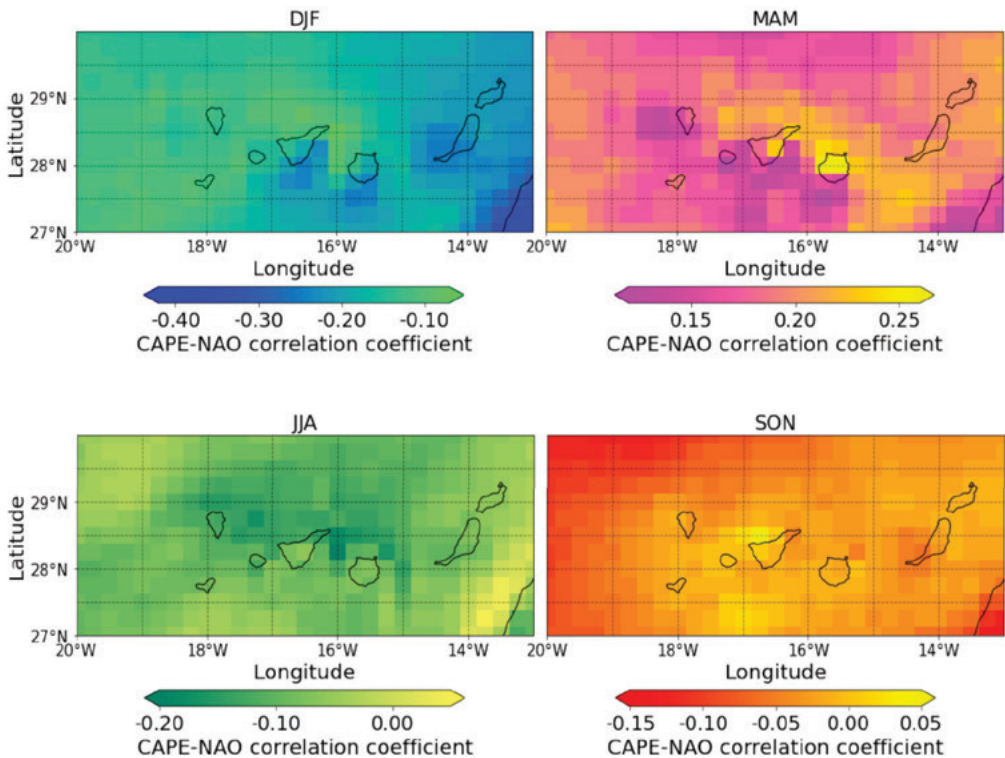 DJF
MAM
Latitude
29°N
28°N
27°N
20°W
18°W
16°W
14°W
20°W
18°W
16°W
14°W
Longitude
Longitude
-0.40
-0.30
-0.20
-0.10
0.15
0.20
0.25
CAPE-NAO correlation coefficient
CAPE-NAO correlation coefficient
JJA
SON
Latitude
29°N
28°N
27°N
20°W
18°W
16°W
14°W
20°W
18°W
16°W
14°W
Longitude
Longitude
-0.20
-0.10
0.00
-0.15
-0.10
-0.05
0.00
0.05
CAPE-NAO correlation coefficient
CAPE-NAO correlation coefficient